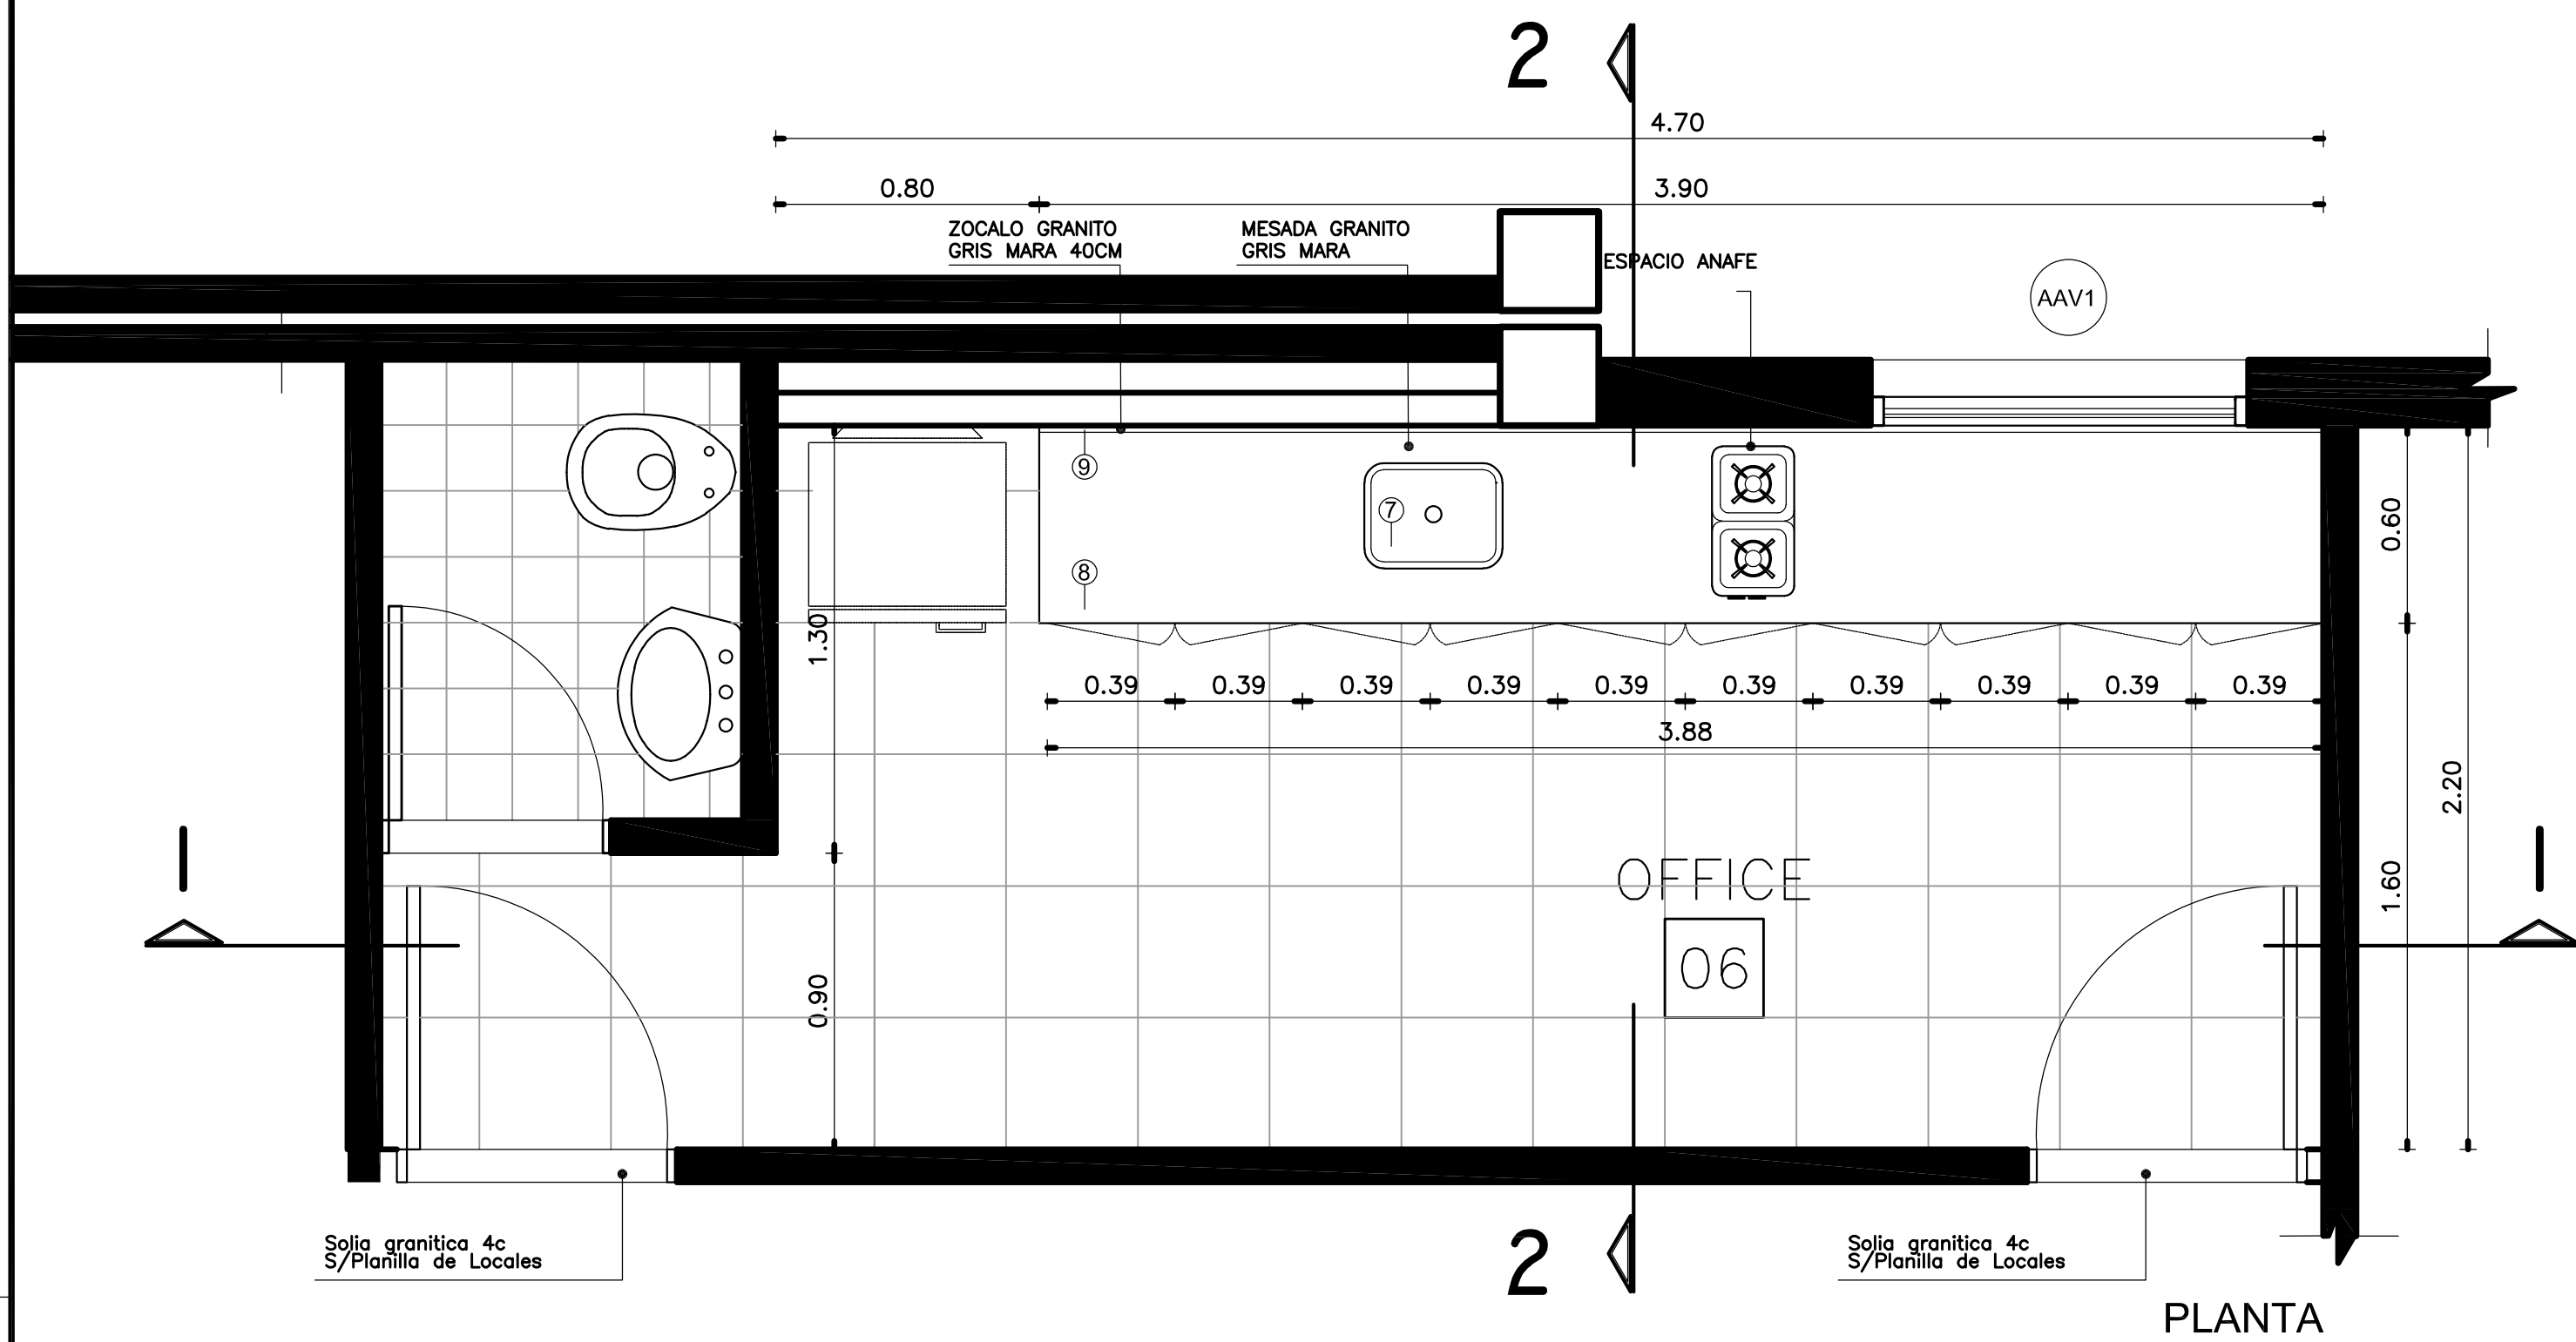 2
4.70
0.80
3.90
ZOCALO GRANITO
GRIS MARA 40CM
MESADA GRANITO
GRIS MARA
ESPACIO ANAFE
AAV1
9
7
8
0.60
1.30
0.39 0.39 0.39 0.39 0.39 0.39 0.39 0.39 0.39 0.39
3.88
2.20
I
I
OFFICE
06
1.60
0.90
Solia granitica 4c
S/Planilla de Locales
Solia granitica 4c
S/Planilla de Locales
2
PLANTA